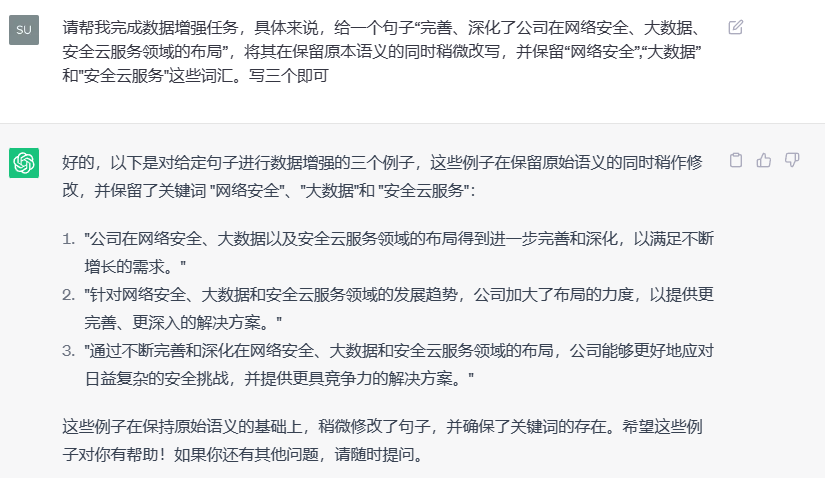 SU
请帮我完成数据增强任务，具体来说，给一个句子“完善、深化了公司在网络安全、大数据、
安全云服务领域的布局”，将其在保留原本语义的同时稍微改写，并保留“网络安全”,“大数据”
和"安全云服务"这些词汇。写三个即可
好的，以下是对给定句子进行数据增强的三个例子，这些例子在保留原始语义的同时稍作修
改，并保留了关键词 "网络安全"、"大数据"和 "安全云服务"：
1. "公司在网络安全、大数据以及安全云服务领域的布局得到进一步完善和深化，以满足不断
增长的需求。"
2. "针对网络安全、大数据和安全云服务领域的发展趋势，公司加大了布局的力度，以提供更
完善、更深入的解决方案。"
3. "通过不断完善和深化在网络安全、大数据和安全云服务领域的布局，公司能够更好地应对
日益复杂的安全挑战，并提供更具竞争力的解决方案。"
这些例子在保持原始语义的基础上，稍微修改了句子，并确保了关键词的存在。希望这些例
子对你有帮助！如果你还有其他问题，请随时提问。